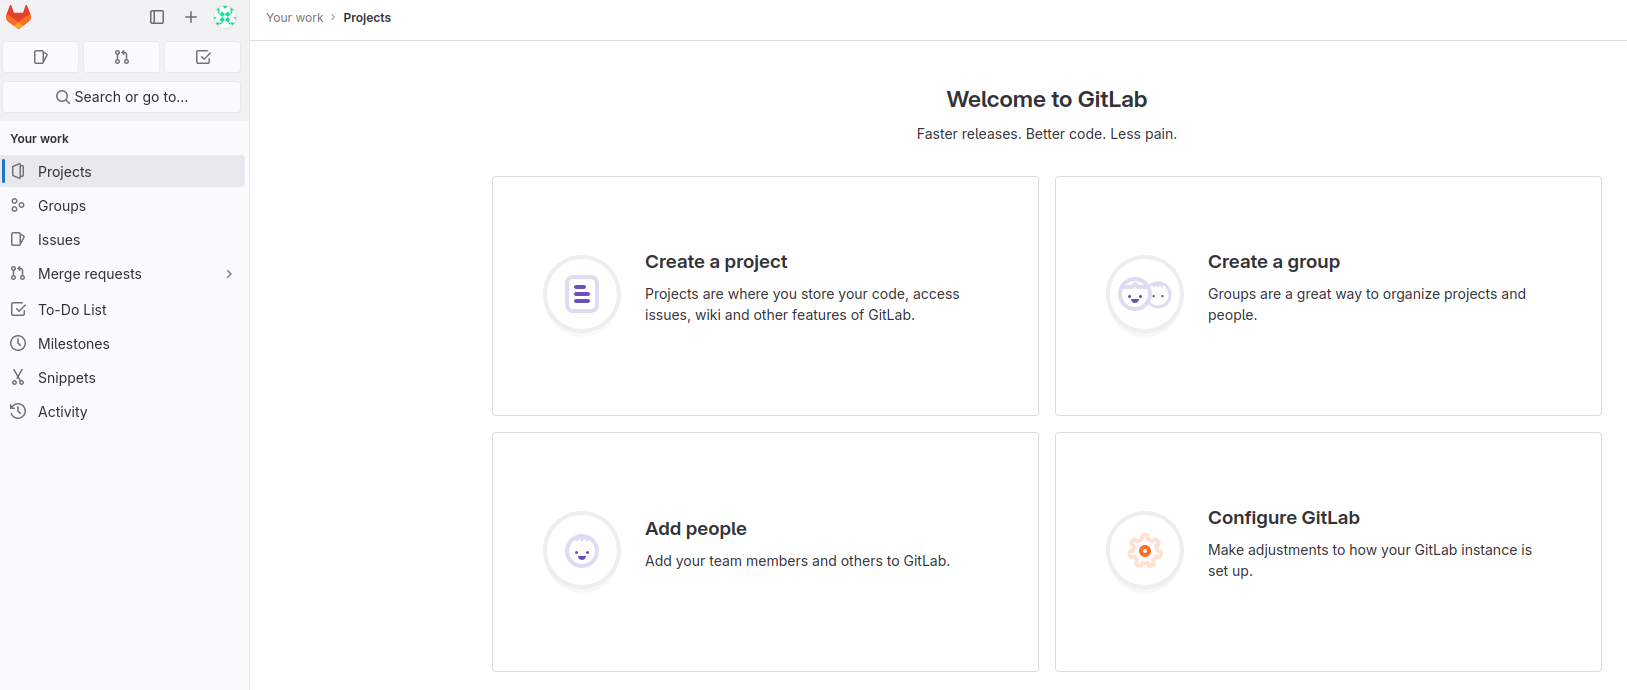 Your work › Projects
Search or go to...
Your work
Projects
Groups
Issues
Merge requests
To-Do List
Milestones
Snippets
Activity
Welcome to GitLab
Faster releases. Better code. Less pain.
Create a project
Projects are where you store your code, access
issues, wiki and other features of GitLab.
Create a group
Groups are a great way to organize projects and
people.
Add people
Add your team members and others to GitLab.
Configure GitLab
Make adjustments to how your GitLab instance is
set up.